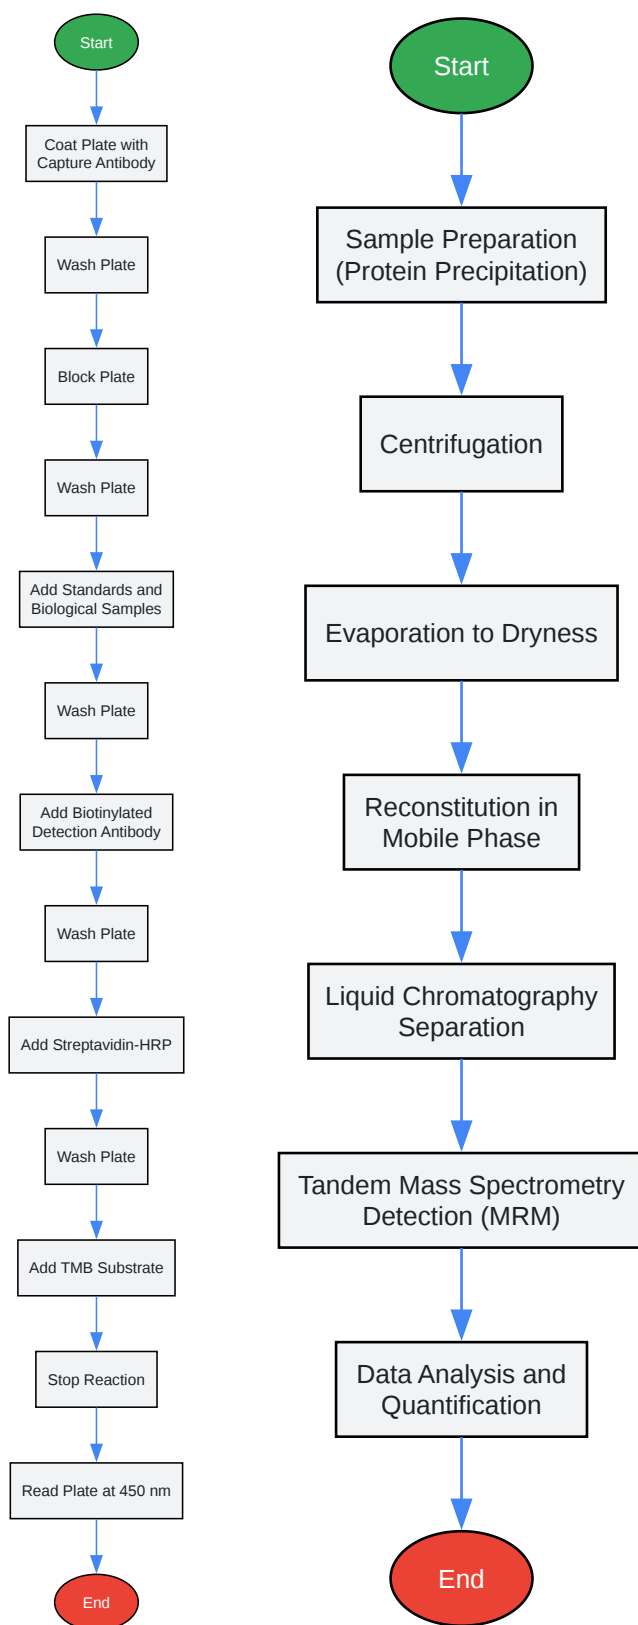 Start
Coat Plate with
Capture Antibody
Wash Plate
Block Plate
Wash Plate
Add Standards and
Biological Samples
Wash Plate
Add Biotinylated
Detection Antibody
Wash Plate
Add Streptavidin-HRP
Wash Plate
Add TMB Substrate
Stop Reaction
Read Plate at 450 nm
End
Start
Sample Preparation
(Protein Precipitation)
Centrifugation
Evaporation to Dryness
Reconstitution in
Mobile Phase
Liquid Chromatography
Separation
Tandem Mass Spectrometry
Detection (MRM)
Data Analysis and
Quantification
End